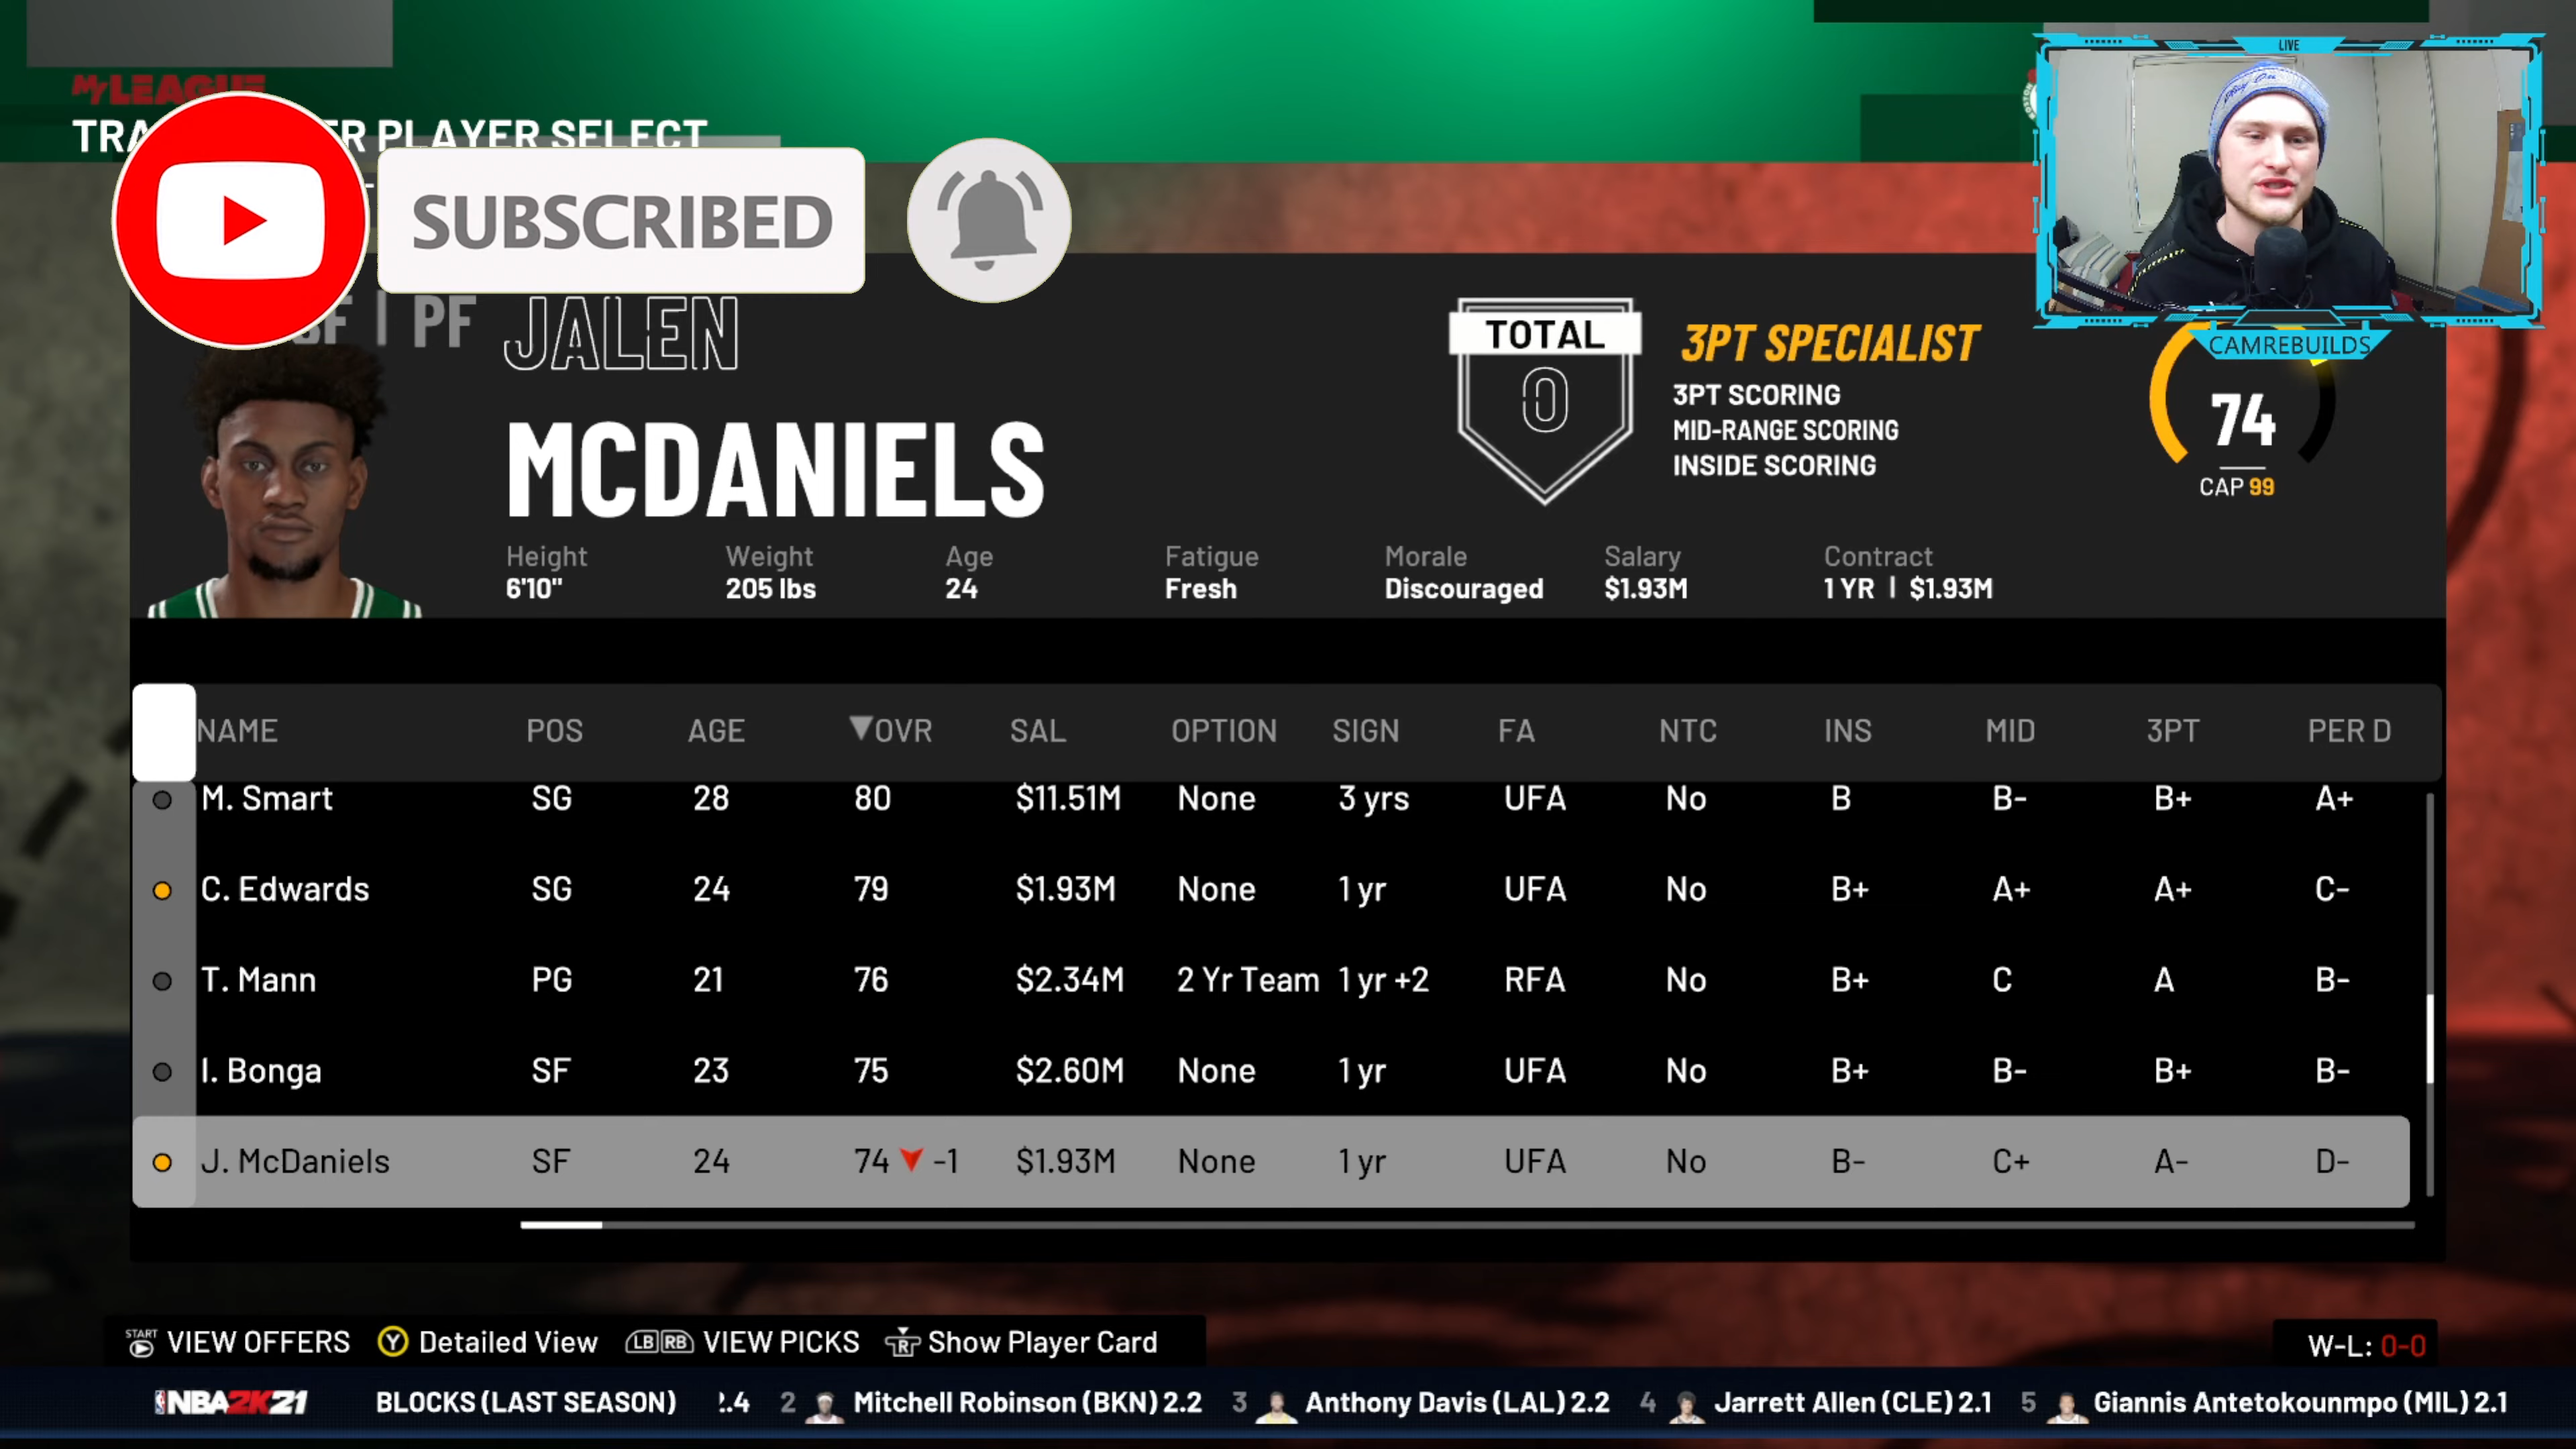 MyLEAGUE
LIVE
PLAYER SELECT
SUBSCRIBED
PF
JALEN
MCDANIELS
TOTAL
0
3PT SPECIALIST
3PT SCORING
MID-RANGE SCORING
INSIDE SCORING
CAMREBUILDS
74
CAP 99
Height Weight Age Fatigue Morale Salary Contract
6'10" 205 lbs 24 Fresh Discouraged $1.93M 1 YR | $1.93M
NAME POS AGE ▼OVR SAL OPTION SIGN FA NTC INS MID 3PT PER D
M. Smart SG 28 80 $11.51M None 3 yrs UFA No B B- B+ A+
C. Edwards SG 24 79 $1.93M None 1 yr UFA No B+ A+ A+ C-
T. Mann PG 21 76 $2.34M 2 Yr Team 1 yr +2 RFA No B+ C A B-
I. Bonga SF 23 75 $2.60M None 1 yr UFA No B+ B- B+ B-
J. McDaniels SF 24 74 -1 $1.93M None 1 yr UFA No B- C+ A- D-
START VIEW OFFERS Y Detailed View LB RB VIEW PICKS R Show Player Card
W-L: 0-0
NBA2K21 BLOCKS (LAST SEASON) .4 2 Mitchell Robinson (BKN) 2.2 3 Anthony Davis (LAL) 2.2 4 Jarrett Allen (CLE) 2.1 5 Giannis Antetokounmpo (MIL) 2.1